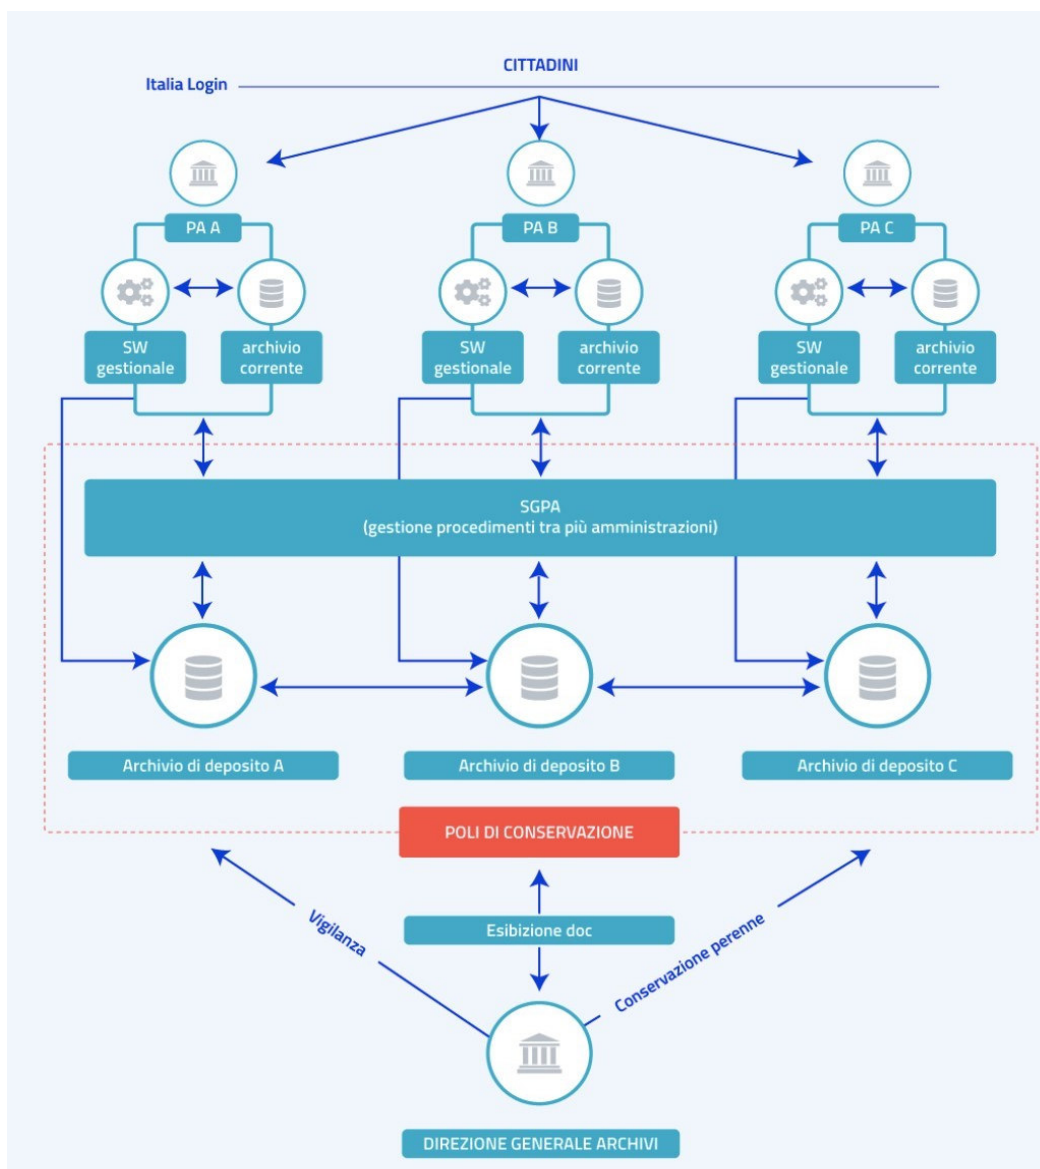 CITTADINI
Italia Login
PA A
PA B
PA C
SW
gestionale
archivio
corrente
SW
gestionale
archivio
corrente
SW
gestionale
archivio
corrente
SGPA
(gestione procedimenti tra più amministrazioni)
Archivio di deposito A
Archivio di deposito B
Archivio di deposito C
POLI DI CONSERVAZIONE
Vigilanza
Esibizione doc
Conservazione perenne
DIREZIONE GENERALE ARCHIVI